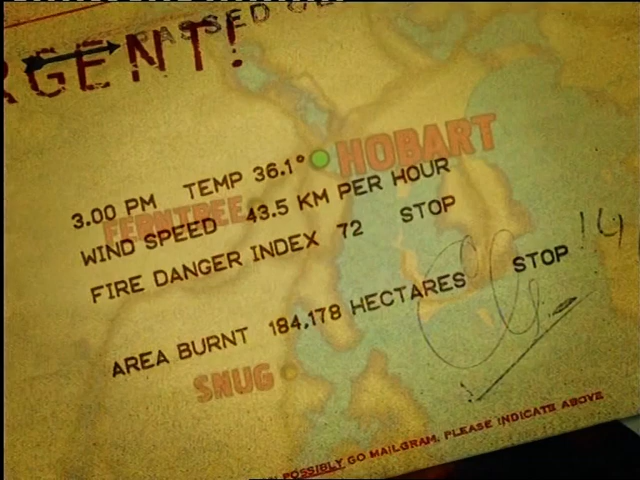 PASSED
RGENT!
HOBART
3.00 PM TEMP 36.1°
FERNTREE
WIND SPEED 43.5 KM PER HOUR
FIRE DANGER INDEX 72 STOP
AREA BURNT 184,178 HECTARES STOP
SNUG
POSSIBLY GO MAILGRAM, PLEASE INDICATE ABOVE